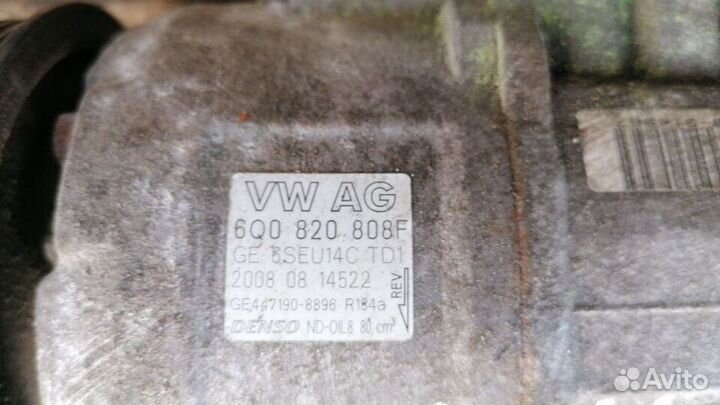 VW AG
6Q0 820 808F
GE 6SEU14C TD1
2008 08 14522
GE447190-8896 R134a
DENSO ND-OIL8 80 cm³
REV
Avito